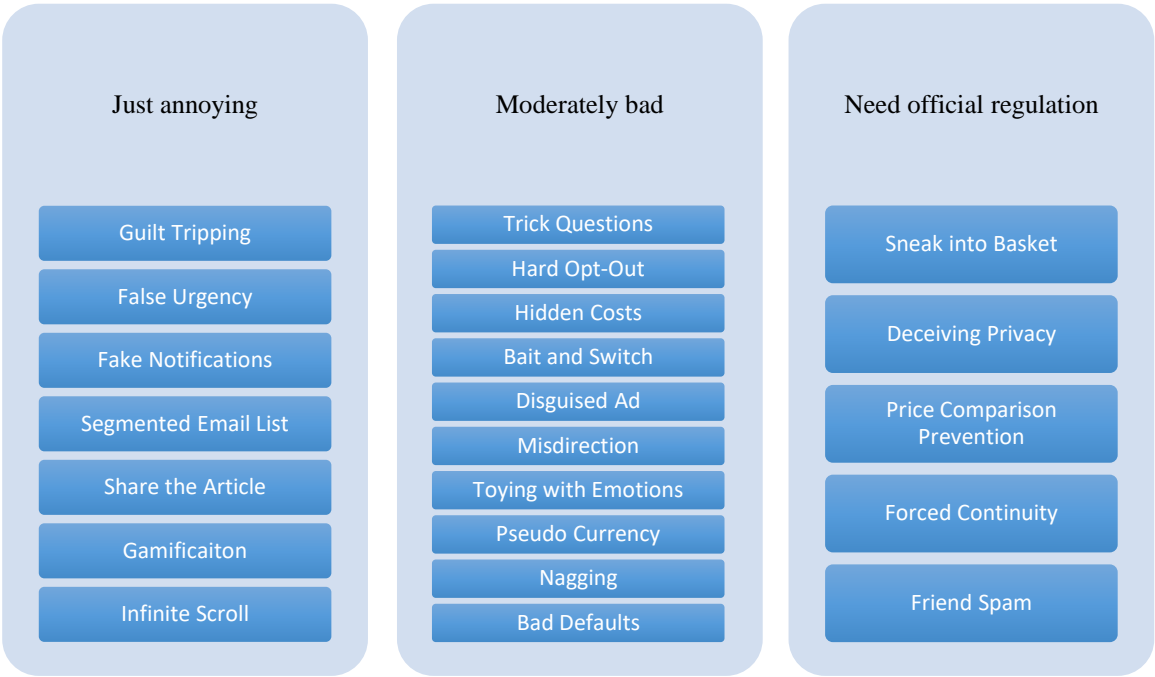 Just annoying
Guilt Tripping
False Urgency
Fake Notifications
Segmented Email List
Share the Article
Gamificaiton
Infinite Scroll
Moderately bad
Trick Questions
Hard Opt-Out
Hidden Costs
Bait and Switch
Disguised Ad
Misdirection
Toying with Emotions
Pseudo Currency
Nagging
Bad Defaults
Need official regulation
Sneak into Basket
Deceiving Privacy
Price Comparison
Prevention
Forced Continuity
Friend Spam